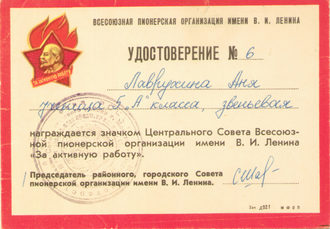 ВСЕСОЮЗНАЯ ПИОНЕРСКАЯ ОРГАНИЗАЦИЯ ИМЕНИ В. И. ЛЕНИНА
УДОСТОВЕРЕНИЕ № 6
Лаврухина Аня
5 „А" класса, звеньевая
награждается значком Центрального Совета Всесоюз-
ной пионерской организации имени В. И. Ленина
«За активную работу».
Председатель районного, городского Совета
пионерской организации имени В. И. Ленина.